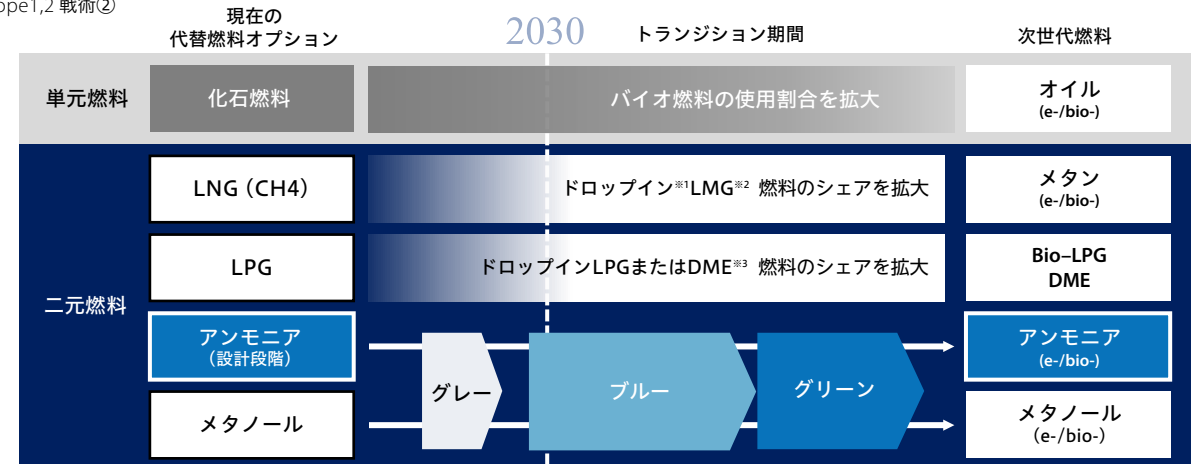 ope1,2 戦術②
現在の
代替燃料オプション
2030
トランジション期間
次世代燃料
単元燃料
化石燃料
バイオ燃料の使用割合を拡大
オイル
(e-/bio-)
二元燃料
LNG（CH4）
ドロップイン※1LMG※2 燃料のシェアを拡大
メタン
(e-/bio-)
LPG
ドロップインLPGまたはDME※3 燃料のシェアを拡大
Bio–LPG
DME
アンモニア
（設計段階）
グレー
ブルー
グリーン
アンモニア
(e-/bio-)
メタノール
メタノール
（e-/bio-）